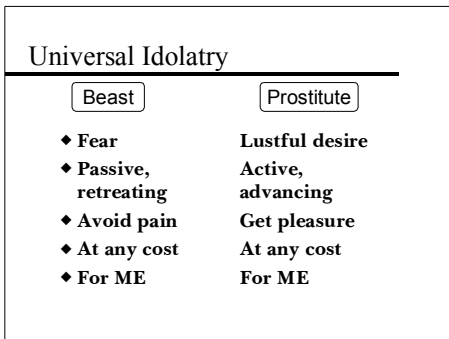 Universal Idolatry
Beast Prostitute
◆ Fear Lustful desire
◆ Passive, Active,
retreating advancing
◆ Avoid pain Get pleasure
◆ At any cost At any cost
◆ For ME For ME